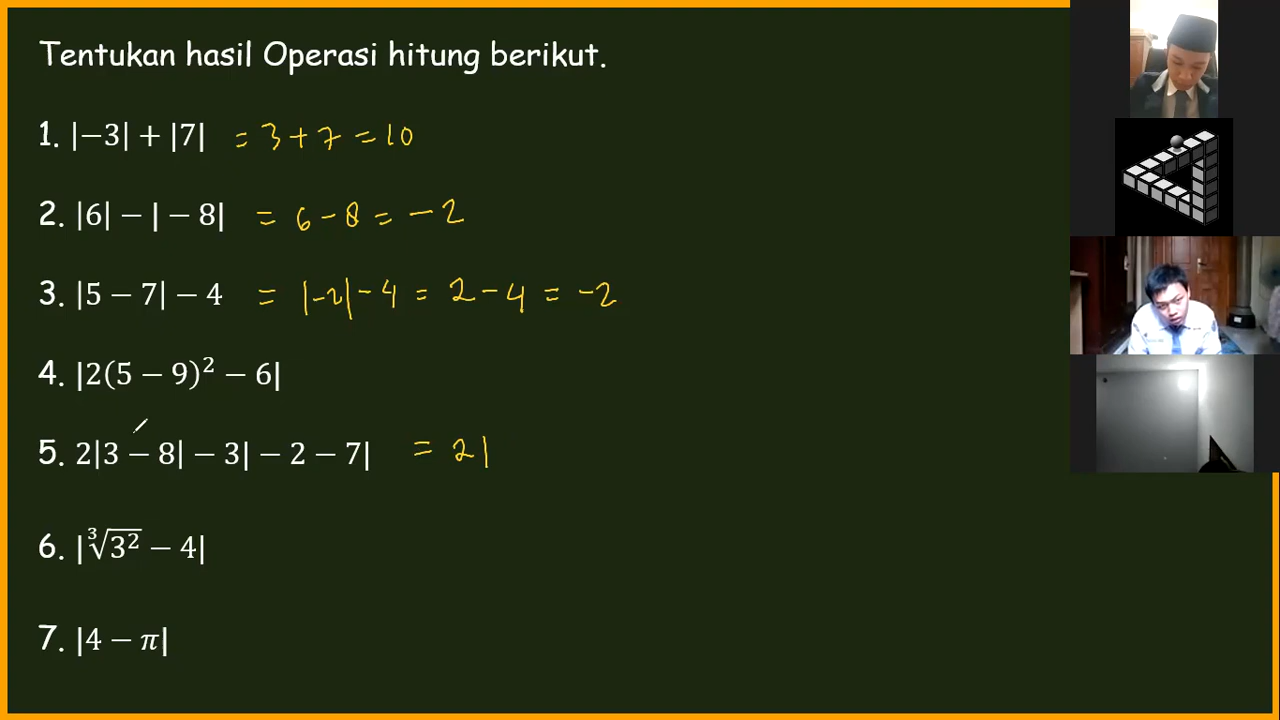 Tentukan hasil Operasi hitung berikut.
1. |−3| + |7| = 3 + 7 = 10
2. |6| − | − 8| = 6 − 8 = − 2
3. |5 − 7| − 4 = |-2| - 4 = 2 - 4 = -2
4. |2(5 − 9)² − 6|
5. 2|3 − 8| − 3| − 2 − 7| = 2 |
6. |∛3² − 4|
7. |4 − π|